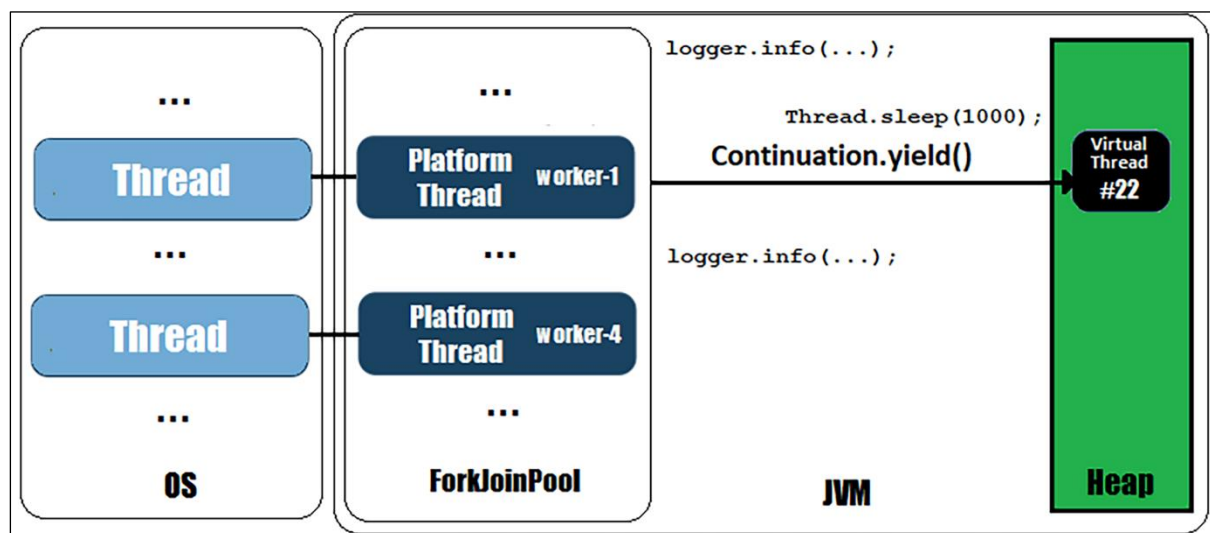 ...
Thread
...
Thread
...
OS
...
Platform Thread worker-1
...
Platform Thread worker-4
...
ForkJoinPool
logger.info(...);
Thread.sleep(1000);
Continuation.yield()
logger.info(...);
JVM
Virtual
Thread
#22
Heap